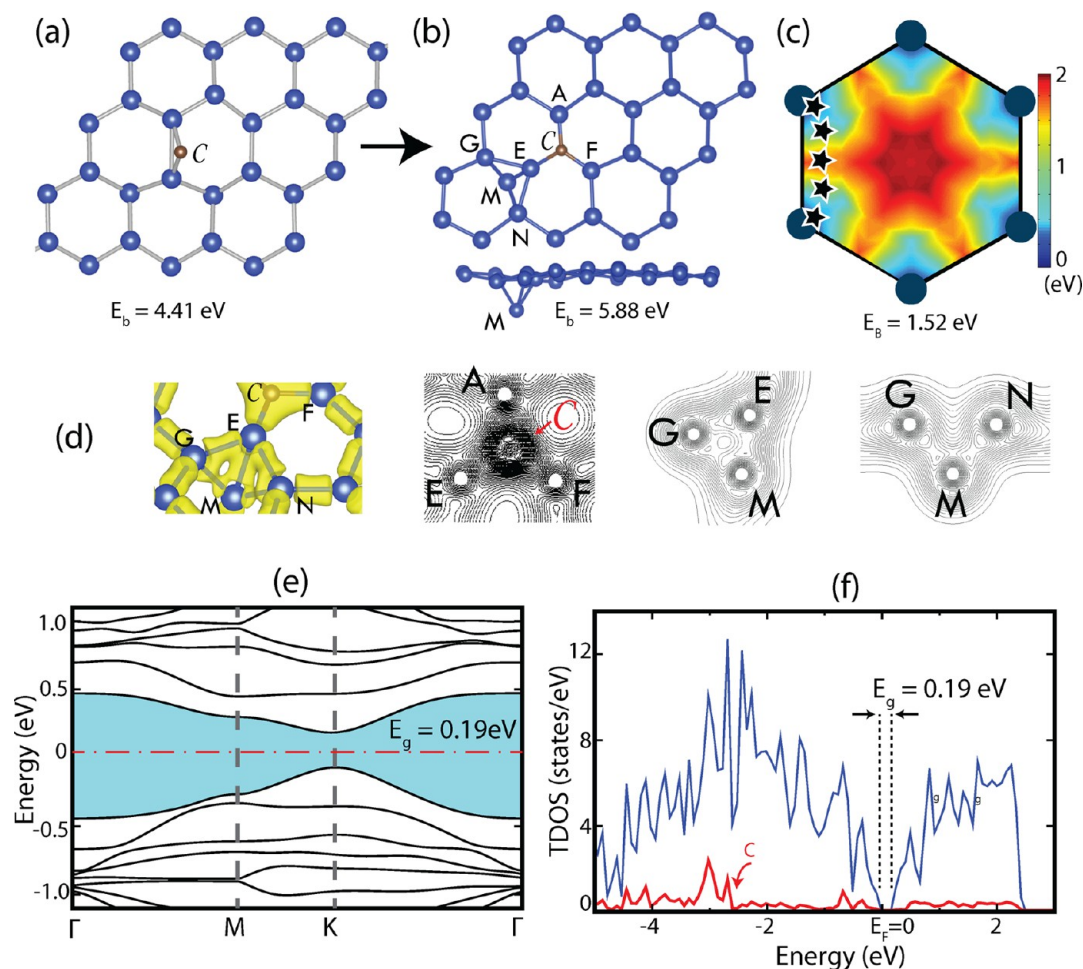 (a)
C
E_b = 4.41 eV
(b)
A
G
E
C
F
M
N
M
E_b = 5.88 eV
(c)
2
1
0
(eV)
E_B = 1.52 eV
(d)
C
E
F
G
M
N
A
C
E
F
E
G
M
G
N
M
(e)
Energy (eV)
1.0
0.5
0
-0.5
-1.0
E_g = 0.19eV
Γ
M
K
Γ
(f)
TDOS (states/eV)
12
8
4
0
E_g = 0.19 eV
g
g
C
-4
-2
E_F=0
2
Energy (eV)